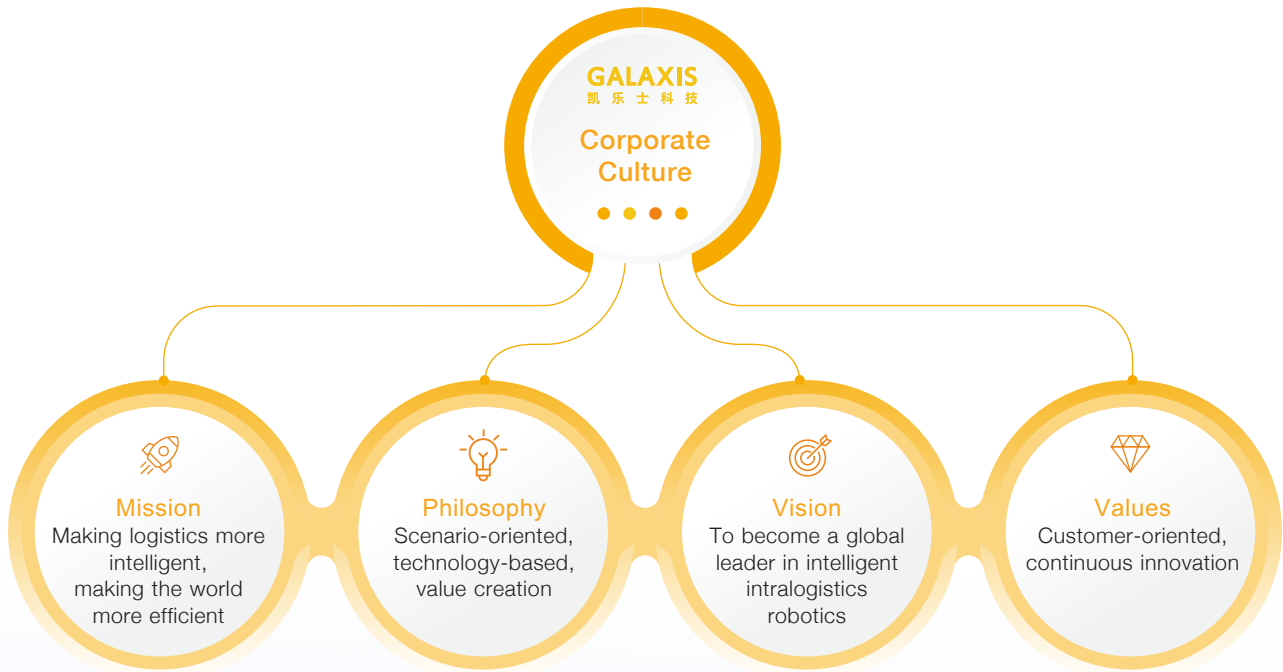 GALAXIS
凯乐士科技
Corporate
Culture
Mission
Making logistics more
intelligent,
making the world
more efficient
Philosophy
Scenario-oriented,
technology-based,
value creation
Vision
To become a global
leader in intelligent
intralogistics
robotics
Values
Customer-oriented,
continuous innovation